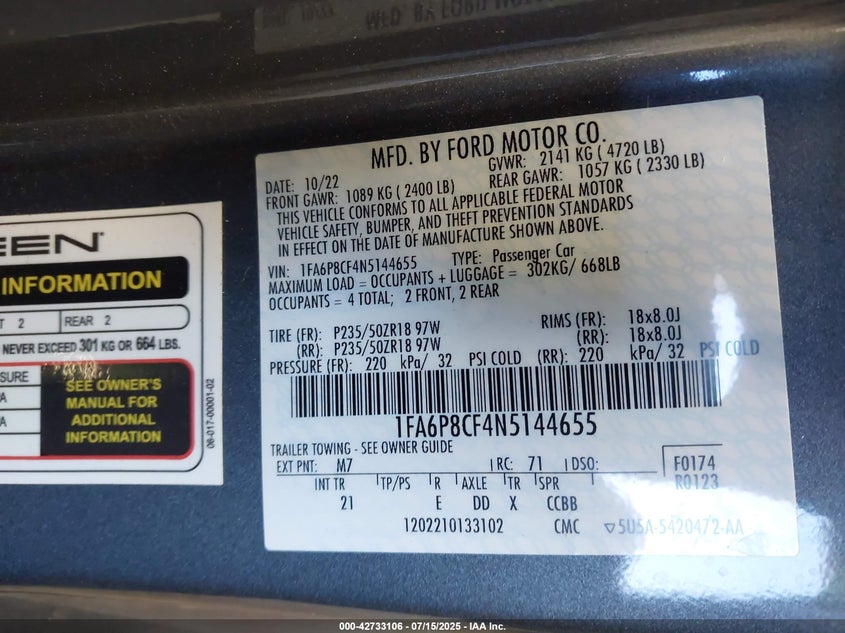 EEN
INFORMATION
T 2 REAR 2
NEVER EXCEED 301 KG OR 664 LBS.
SSURE
SEE OWNER'S
MANUAL FOR
ADDITIONAL
INFORMATION
08-017-00001-02
MFD. BY FORD MOTOR CO.
DATE: 10/22 GVWR: 2141 KG ( 4720 LB)
FRONT GAWR: 1089 KG ( 2400 LB) REAR GAWR: 1057 KG ( 2330 LB)
THIS VEHICLE CONFORMS TO ALL APPLICABLE FEDERAL MOTOR
VEHICLE SAFETY, BUMPER, AND THEFT PREVENTION STANDARDS
IN EFFECT ON THE DATE OF MANUFACTURE SHOWN ABOVE.
VIN: 1FA6P8CF4N5144655 TYPE: Passenger Car
MAXIMUM LOAD = OCCUPANTS + LUGGAGE = 302KG/ 668LB
OCCUPANTS = 4 TOTAL; 2 FRONT, 2 REAR
TIRE (FR): P235/50ZR18 97W RIMS (FR): 18x8.0J
(RR): P235/50ZR18 97W (RR): 18x8.0J
PRESSURE (FR): 220 kPa/ 32 PSI COLD (RR): 220 kPa/ 32 PSI COLD
1FA6P8CF4N5144655
TRAILER TOWING - SEE OWNER GUIDE
EXT PNT: M7 RC: 71 DSO: F0174
INT TR TP/PS R AXLE TR SPR R0123
21 E DD X CCBB
1202210133102 CMC ▽5U5A-5420472-AA
000-42733106 - 07/15/2025 - IAA Inc.